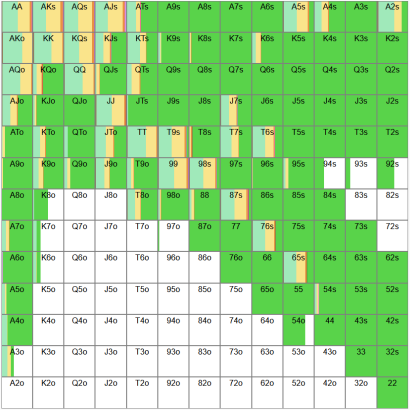 AA AKs AQs AJs ATs A9s A8s A7s A6s A5s A4s A3s A2s
AKo KK KQs KJs KTs K9s K8s K7s K6s K5s K4s K3s K2s
AQo KQo QQ QJs QTs Q9s Q8s Q7s Q6s Q5s Q4s Q3s Q2s
AJo KJo QJo JJ JTs J9s J8s J7s J6s J5s J4s J3s J2s
ATo KTo QTo JTo TT T9s T8s T7s T6s T5s T4s T3s T2s
A9o K9o Q9o J9o T9o 99 98s 97s 96s 95s 94s 93s 92s
A8o K8o Q8o J8o T8o 98o 88 87s 86s 85s 84s 83s 82s
A7o K7o Q7o J7o T7o 97o 87o 77 76s 75s 74s 73s 72s
A6o K6o Q6o J6o T6o 96o 86o 76o 66 65s 64s 63s 62s
A5o K5o Q5o J5o T5o 95o 85o 75o 65o 55 54s 53s 52s
A4o K4o Q4o J4o T4o 94o 84o 74o 64o 54o 44 43s 42s
A3o K3o Q3o J3o T3o 93o 83o 73o 63o 53o 43o 33 32s
A2o K2o Q2o J2o T2o 92o 82o 72o 62o 52o 42o 32o 22